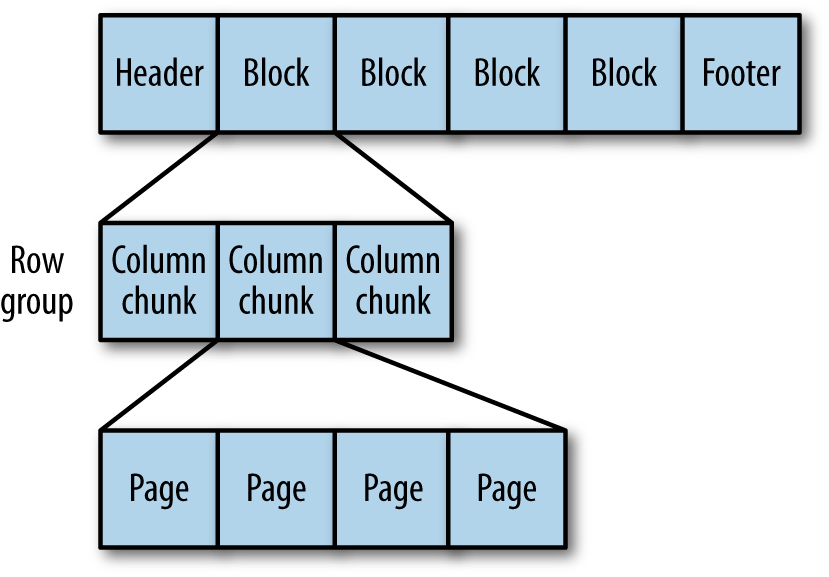 Header Block Block Block Block Footer
Row
group
Column
chunk
Column
chunk
Column
chunk
Page Page Page Page